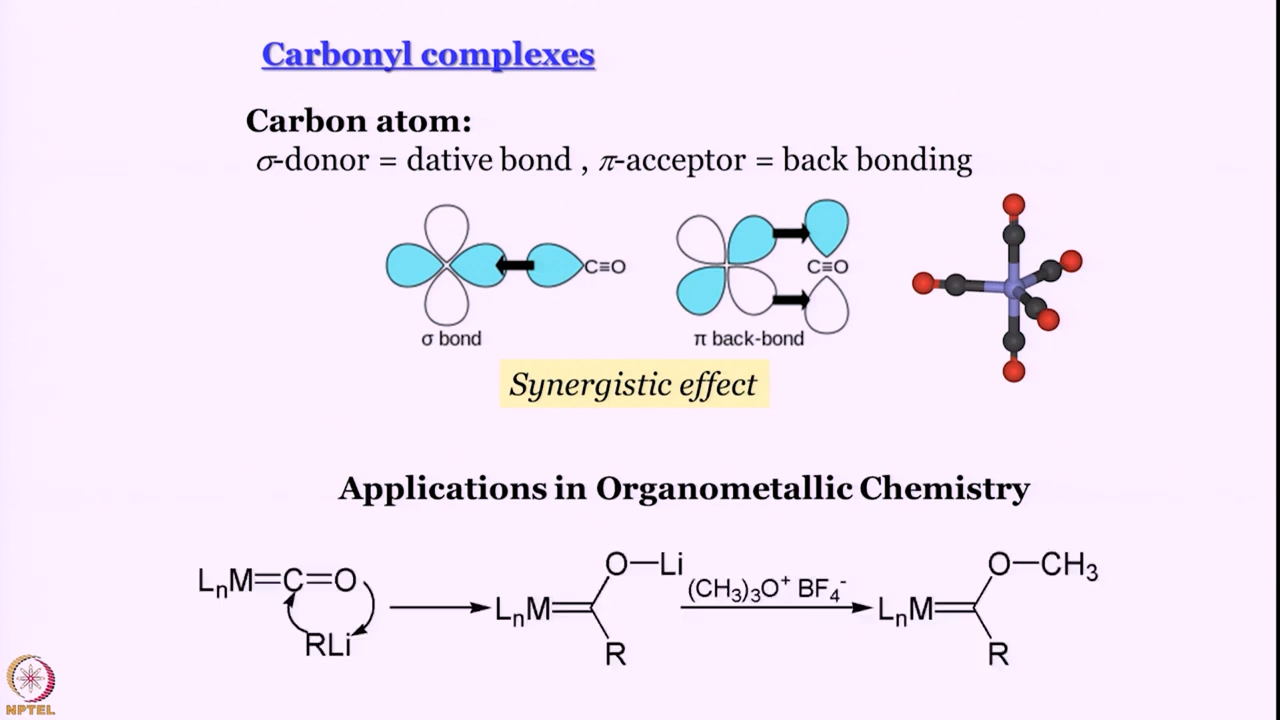 Carbonyl complexes
Carbon atom:
σ-donor = dative bond , π-acceptor = back bonding
C≡O
σ bond
C≡O
π back-bond
Synergistic effect
Applications in Organometallic Chemistry
LₙM=C=O
RLi
O—Li
LₙM=
R
(CH₃)₃O⁺ BF₄⁻
O—CH₃
LₙM=
R
NPTEL